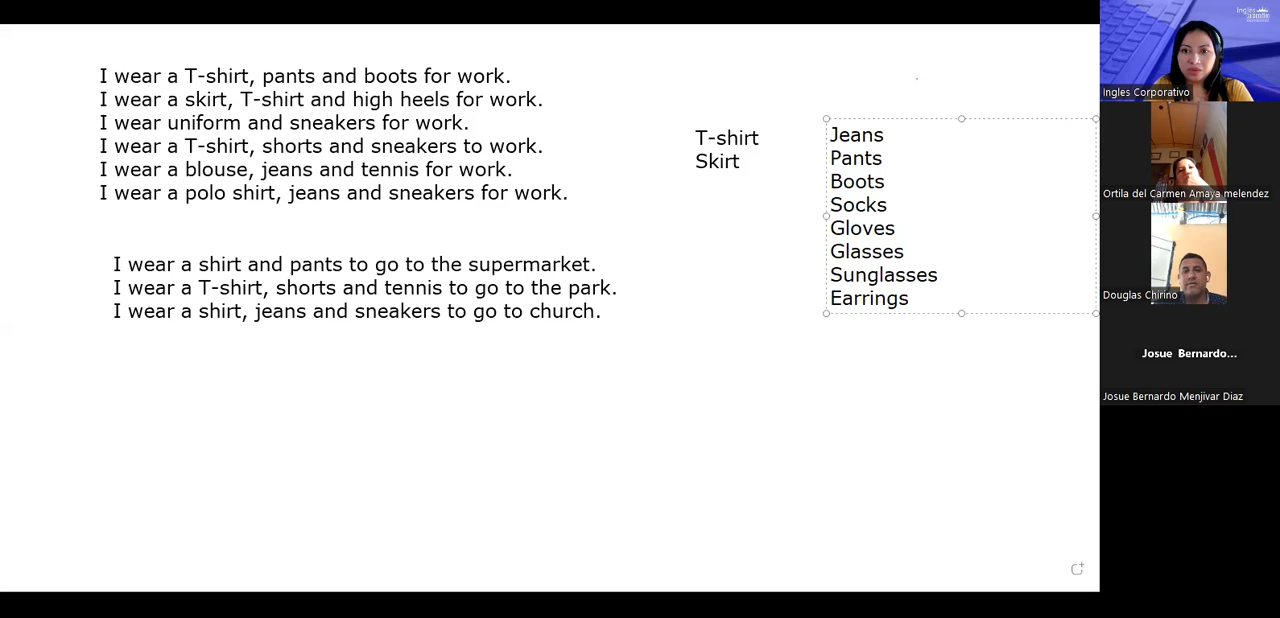 I wear a T-shirt, pants and boots for work.
I wear a skirt, T-shirt and high heels for work.
I wear uniform and sneakers for work.
I wear a T-shirt, shorts and sneakers to work.
I wear a blouse, jeans and tennis for work.
I wear a polo shirt, jeans and sneakers for work.
I wear a shirt and pants to go to the supermarket.
I wear a T-shirt, shorts and tennis to go to the park.
I wear a shirt, jeans and sneakers to go to church.
T-shirt
Skirt
Jeans
Pants
Boots
Socks
Gloves
Glasses
Sunglasses
Earrings
Ingles Corporativo
Ortila del Carmen Amaya melendez
Douglas Chirino
Josue Bernardo...
Josue Bernardo Menjivar Diaz